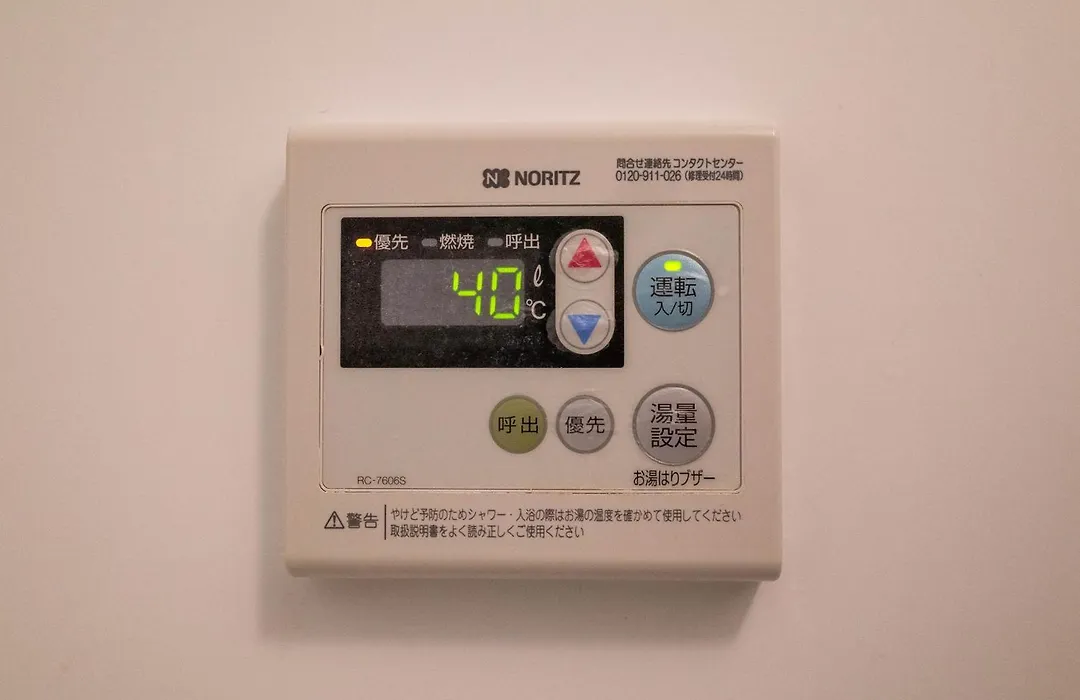 NORITZ
問合せ連絡先 コンタクトセンター
0120-911-026 (修理受付24時間)
優先 燃焼 呼出
40 ℓ
℃
運転
入/切
呼出 優先
湯量
設定
お湯はりブザー
RC-7606S
警告
やけど予防のためシャワー・入浴の際はお湯の温度を確かめて使用してください
取扱説明書をよく読み正しくご使用ください